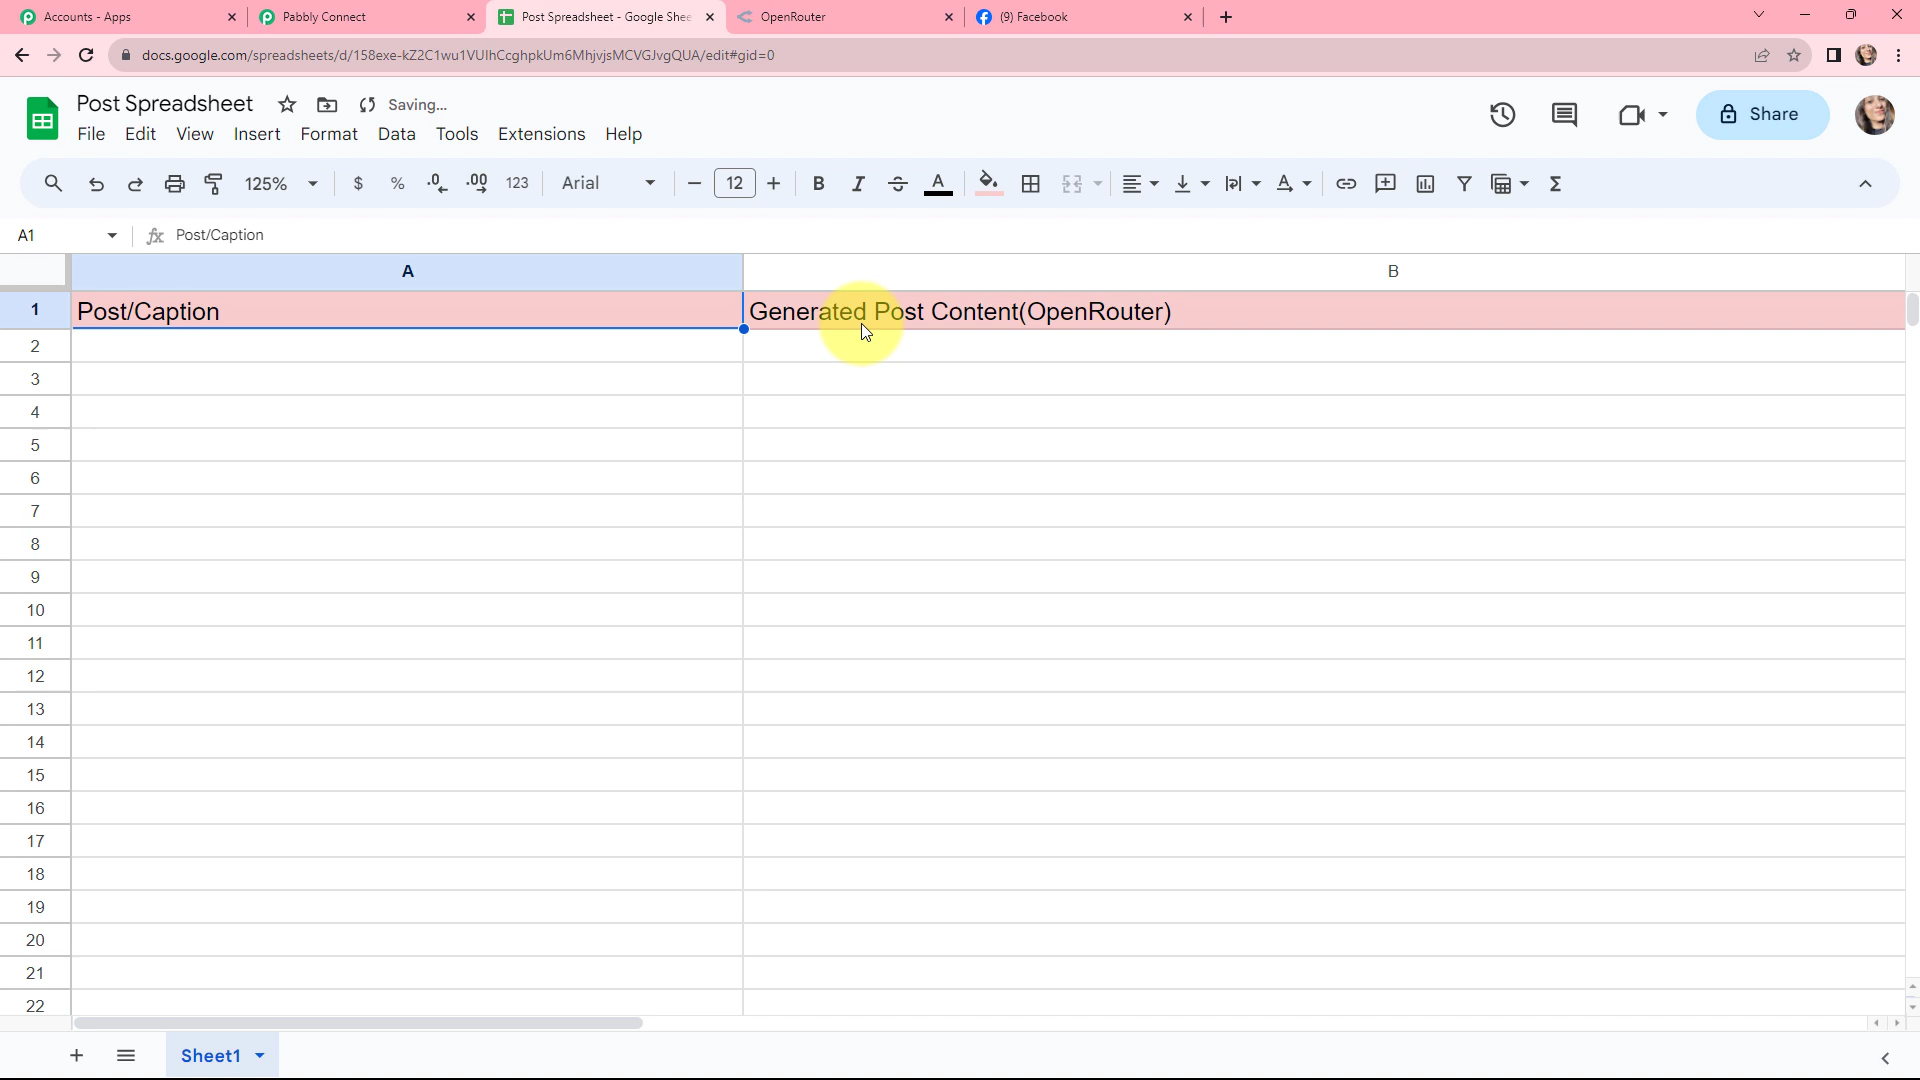 Accounts - Apps
Pabbly Connect
Post Spreadsheet - Google Shee
OpenRouter
(9) Facebook
docs.google.com/spreadsheets/d/158exe-kZ2C1wu1VUIhCcghpkUm6MhjvjsMCVGJvgQUA/edit#gid=0
Post Spreadsheet
Saving...
File Edit View Insert Format Data Tools Extensions Help
Share
125% $ % .0 .00 123 Arial 12 B I S A A Σ
A1 fx Post/Caption
A B
1 Post/Caption Generated Post Content(OpenRouter)
2
3
4
5
6
7
8
9
10
11
12
13
14
15
16
17
18
19
20
21
22
Sheet1